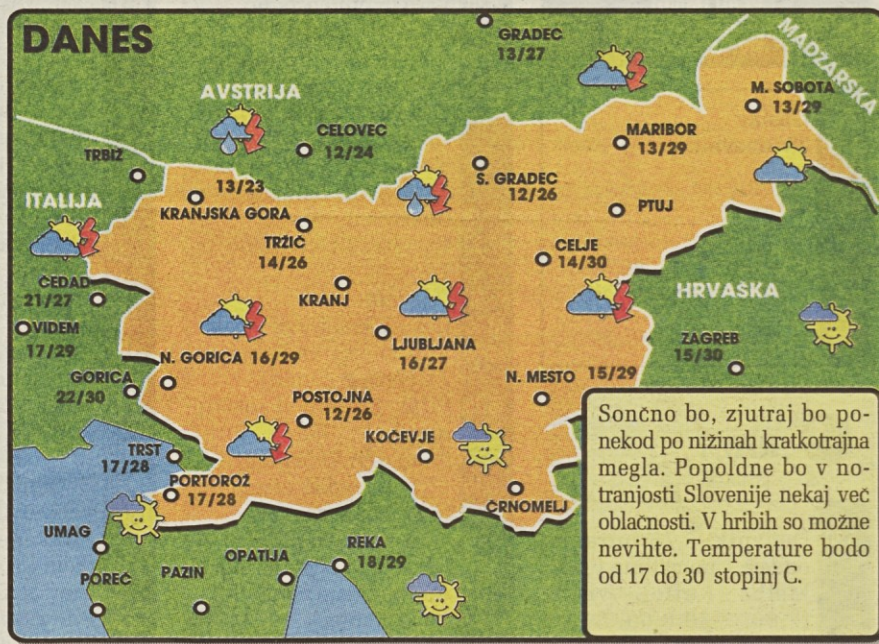 DANES
GRADEC
13/27
MADŽARSKA
AVSTRIJA
M. SOBOTA
13/29
CELOVEC
12/24
MARIBOR
13/29
TRBIŽ
13/23
KRANJSKA GORA
S. GRADEC
12/26
ITALIJA
PTUJ
TRŽIČ
14/26
CELJE
14/30
ČEDAD
21/27
KRANJ
HRVAŠKA
VIDEM
17/29
LJUBLJANA
16/27
ZAGREB
15/30
N. GORICA 16/29
GORICA
22/30
N. MESTO 15/29
POSTOJNA
12/26
KOČEVJE
TRST
17/28
PORTOROŽ
17/28
ČRNOMELJ
UMAG
OPATIJA
REKA
18/29
POREČ
PAZIN
Sončno bo, zjutraj bo po-
nekod po nižinah kratkotrajna
megla. Popoldne bo v no-
tranjosti Slovenije nekaj več
oblačnosti. V hribih so možne
nevihte. Temperature bodo
od 17 do 30 stopinj C.